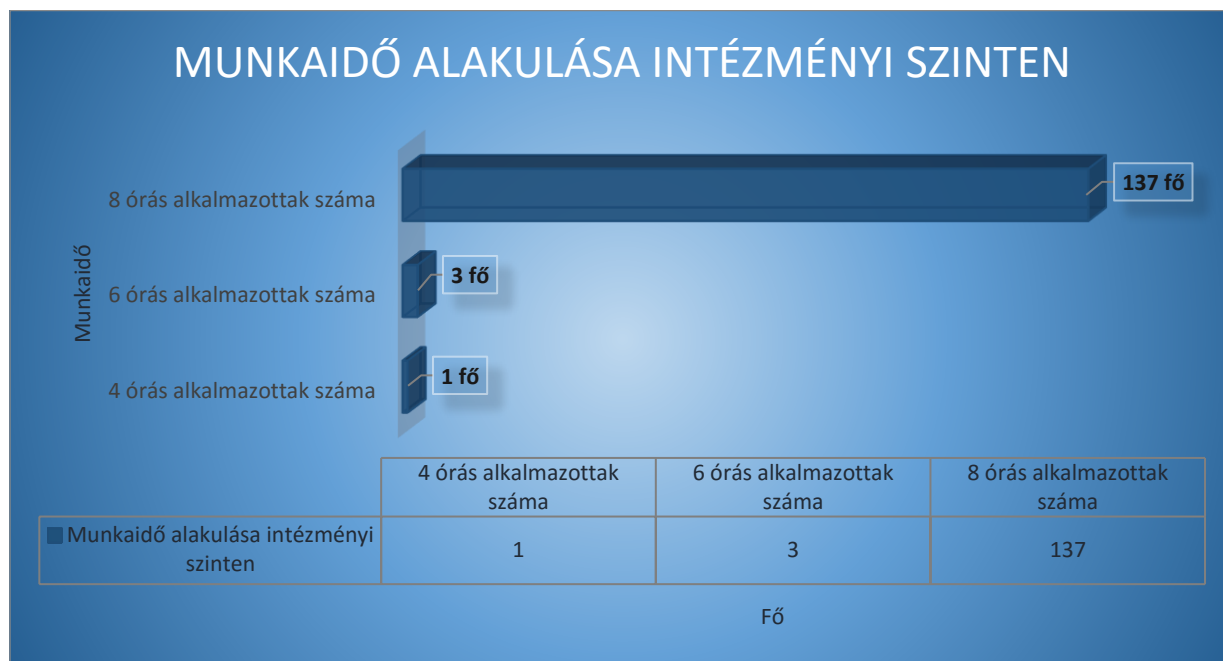 MUNKAIDŐ ALAKULÁSA INTÉZMÉNYI SZINTEN
Munkaidő
8 órás alkalmazottak száma
137 fő
6 órás alkalmazottak száma
3 fő
4 órás alkalmazottak száma
1 fő
4 órás alkalmazottak
száma
6 órás alkalmazottak
száma
8 órás alkalmazottak
száma
Munkaidő alakulása intézményi
szinten
1
3
137
Fő